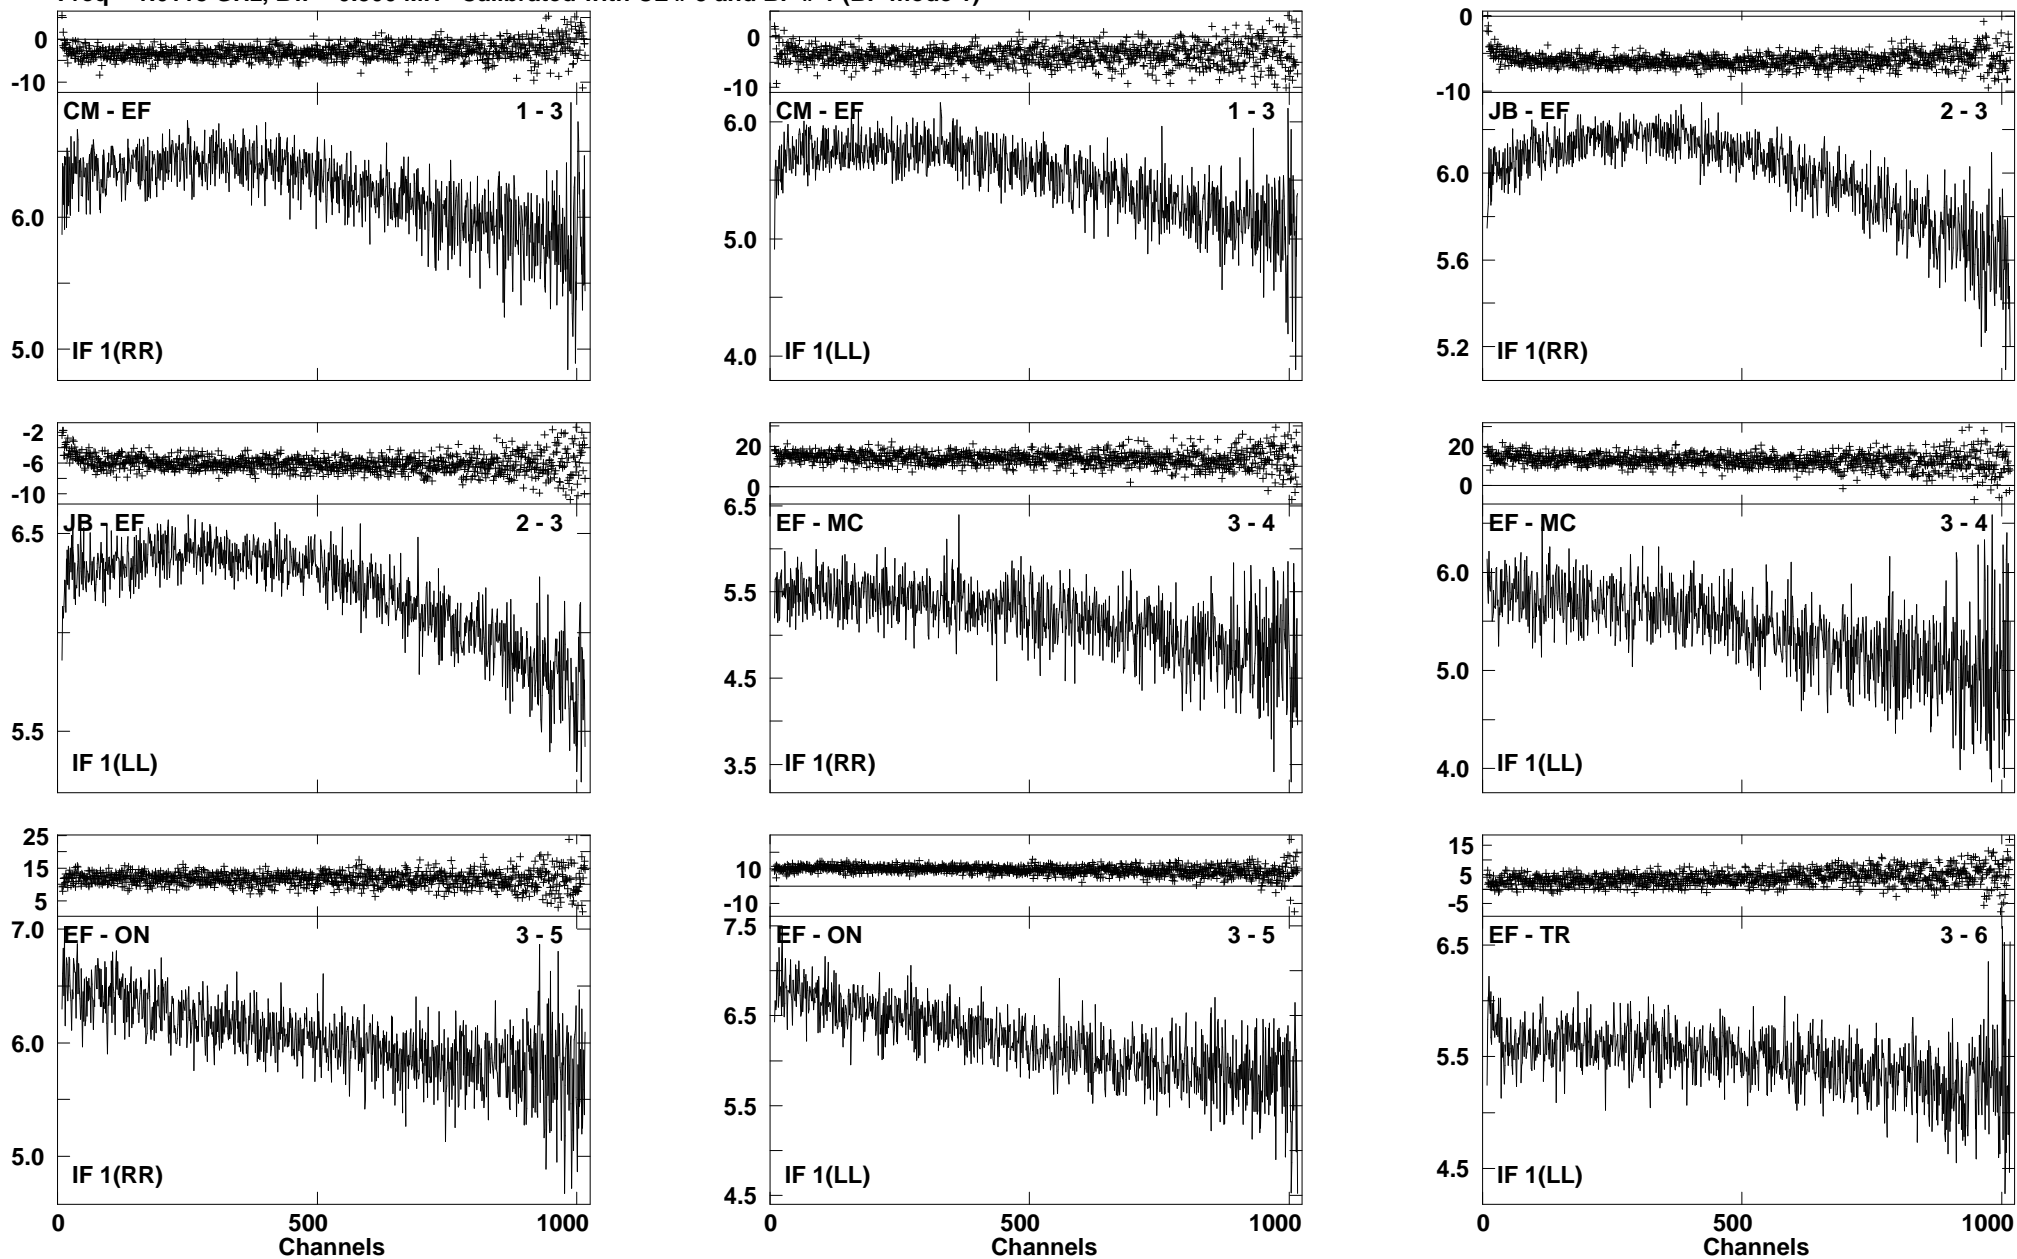 0
-10
CM - EF 1 - 3
6.0
5.0
IF 1(RR)
0
-10
CM - EF 1 - 3
6.0
5.0
4.0
IF 1(LL)
0
-10
JB - EF 2 - 3
6.0
5.6
5.2
IF 1(RR)
-2
-6
-10
JB - EF 2 - 3
6.5
5.5
IF 1(LL)
20
0
6.5
EF - MC 3 - 4
5.5
4.5
3.5
IF 1(RR)
20
0
EF - MC 3 - 4
6.0
5.0
4.0
IF 1(LL)
25
15
5
7.0
EF - ON 3 - 5
6.0
5.0
IF 1(RR)
0 500 1000
Channels
10
-10
7.5
EF - ON 3 - 5
6.5
5.5
4.5
IF 1(LL)
0 500 1000
Channels
15
5
-5
EF - TR 3 - 6
6.5
5.5
4.5
IF 1(LL)
0 500 1000
Channels